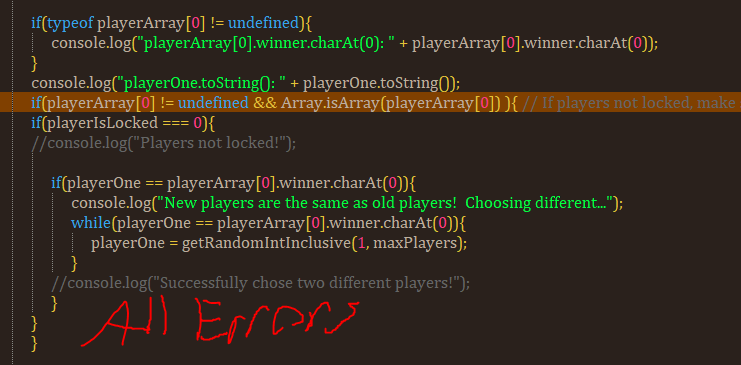 if(typeof playerArray[0] != undefined){
console.log("playerArray[0].winner.charAt(0): " + playerArray[0].winner.charAt(0));
}
console.log("playerOne.toString(): " + playerOne.toString());
if(playerArray[0] != undefined && Array.isArray(playerArray[0]) ){ // If players not locked, make
if(playerIsLocked === 0){
//console.log("Players not locked!");
if(playerOne == playerArray[0].winner.charAt(0)){
console.log("New players are the same as old players!  Choosing different...");
while(playerOne == playerArray[0].winner.charAt(0)){
playerOne = getRandomIntInclusive(1, maxPlayers);
}
//console.log("Successfully chose two different players!");
}
}
}
All Errors